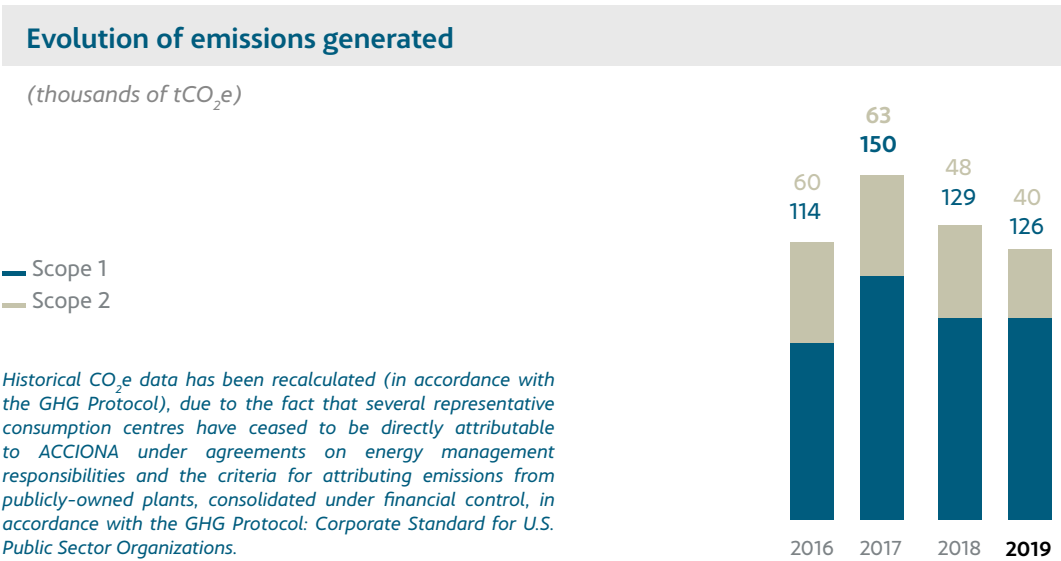 Evolution of emissions generated
(thousands of tCO2e)
63
150
60
114
48
129
40
126
Scope 1
Scope 2
Historical CO2e data has been recalculated (in accordance with
the GHG Protocol), due to the fact that several representative
consumption centres have ceased to be directly attributable
to ACCIONA under agreements on energy management
responsibilities and the criteria for attributing emissions from
publicly-owned plants, consolidated under financial control, in
accordance with the GHG Protocol: Corporate Standard for U.S.
Public Sector Organizations.
2016 2017 2018 2019